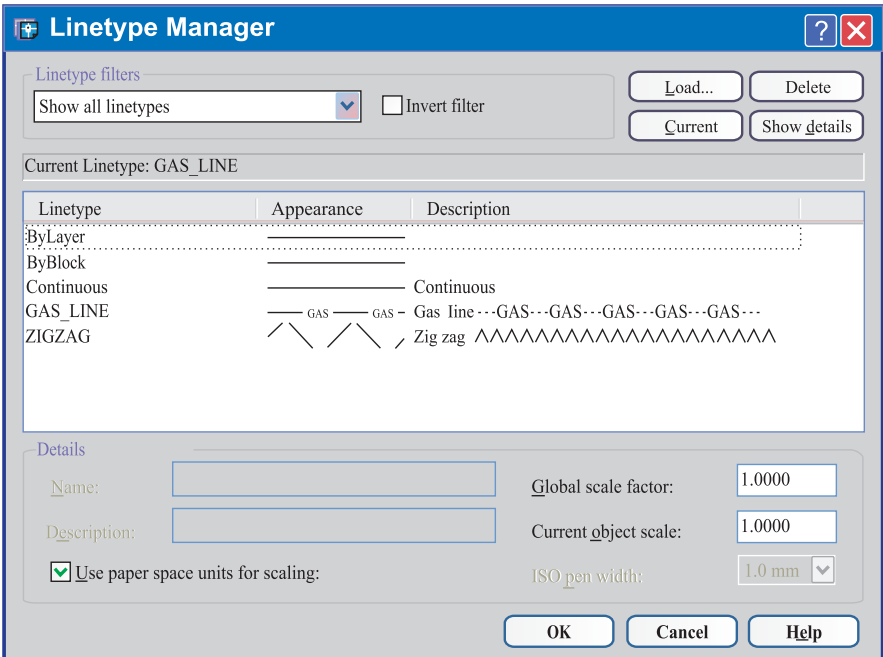 Linetype Manager
?
Linetype filters
Show all linetypes
Invert filter
Load...
Delete
Current
Show details
Current Linetype: GAS_LINE
Linetype Appearance Description
ByLayer
ByBlock
Continuous Continuous
GAS_LINE GAS GAS Gas line ---GAS---GAS---GAS---GAS---GAS---
ZIGZAG Zig zag /\/\/\/\/\/\/\/\/\/\/\/\/\/\/\/\/\/\/\/\
Details
Name:
Global scale factor: 1.0000
Description:
Current object scale: 1.0000
Use paper space units for scaling:
ISO pen width: 1.0 mm
OK Cancel Help